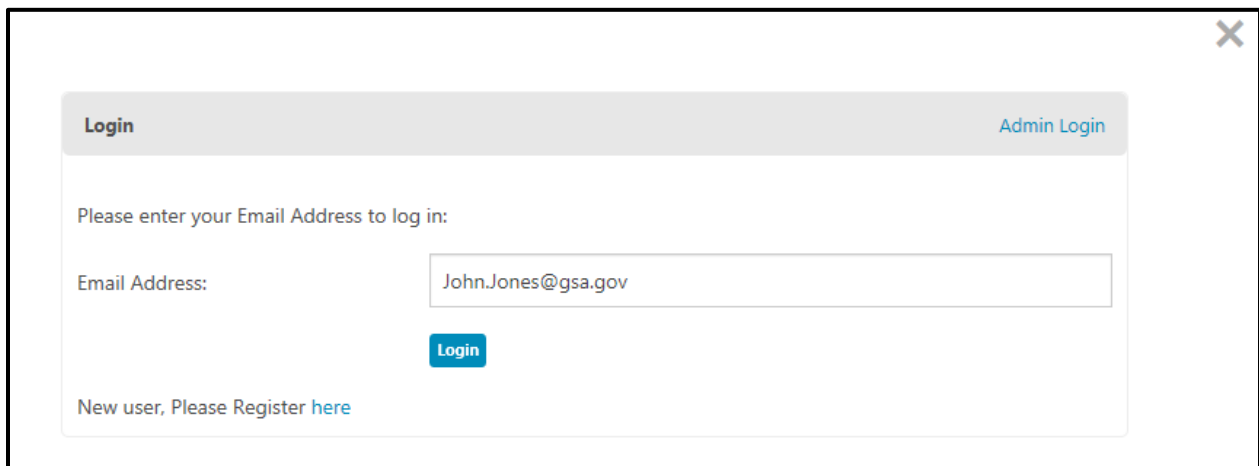 Login
Admin Login
Please enter your Email Address to log in:
Email Address:
John.Jones@gsa.gov
Login
New user, Please Register here